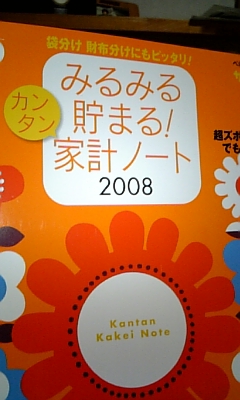 袋分け 財布分けにもピッタリ!
カンタン
みるみる
貯まる!
家計ノート
2008
超ズボ
でも
Kantan
Kakei Note